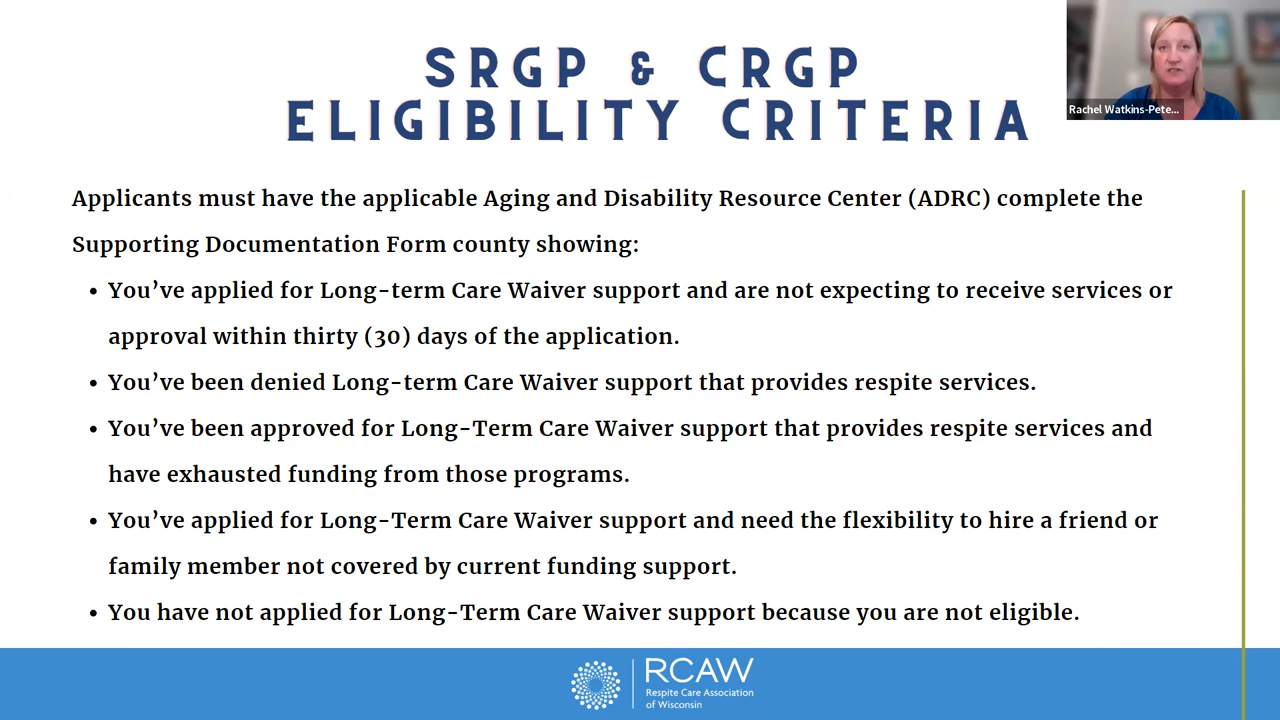 SRGP & CRGP
ELIGIBILITY CRITERIA
Rachel Watkins-Pete...
Applicants must have the applicable Aging and Disability Resource Center (ADRC) complete the
Supporting Documentation Form county showing:
• You’ve applied for Long-term Care Waiver support and are not expecting to receive services or
approval within thirty (30) days of the application.
• You’ve been denied Long-term Care Waiver support that provides respite services.
• You’ve been approved for Long-Term Care Waiver support that provides respite services and
have exhausted funding from those programs.
• You’ve applied for Long-Term Care Waiver support and need the flexibility to hire a friend or
family member not covered by current funding support.
• You have not applied for Long-Term Care Waiver support because you are not eligible.
RCAW
Respite Care Association
of Wisconsin